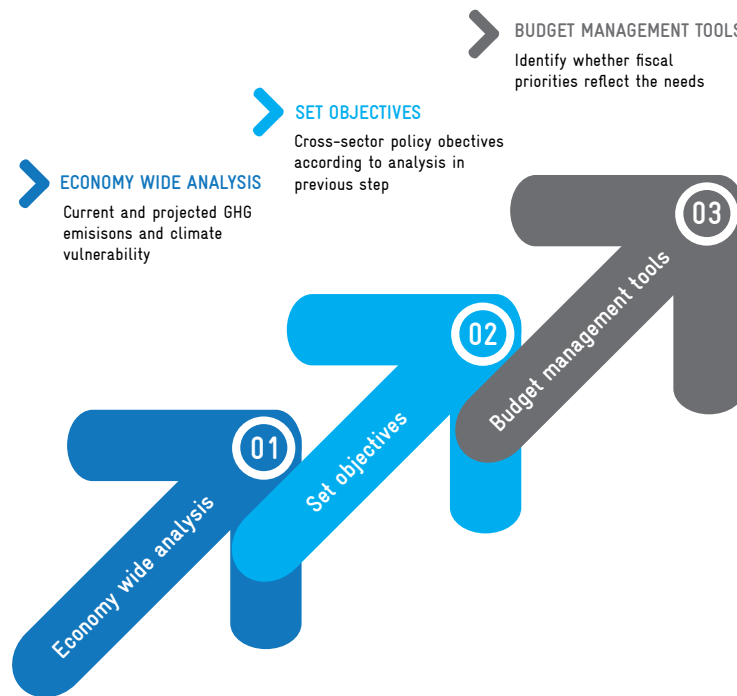 BUDGET MANAGEMENT TOOLS
Identify whether fiscal
priorities reflect the needs
SET OBJECTIVES
Cross-sector policy obectives
according to analysis in
previous step
ECONOMY WIDE ANALYSIS
Current and projected GHG
emisisons and climate
vulnerability
03
Budget management tools
02
Set objectives
01
Economy wide analysis